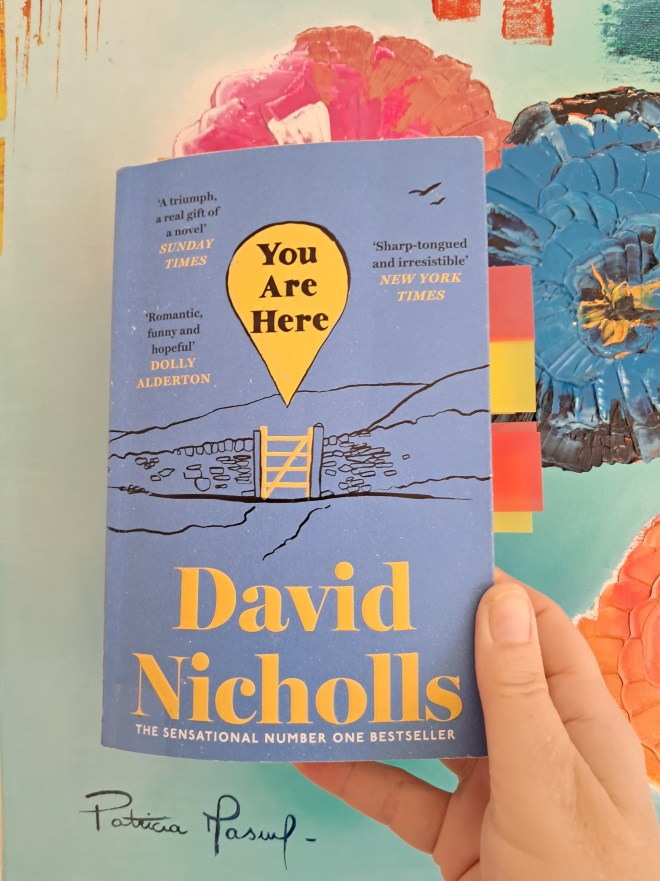 'A triumph,
a real gift of
a novel'
SUNDAY
TIMES
'Romantic,
funny and
hopeful'
DOLLY
ALDERTON
You
Are
Here
'Sharp-tongued
and irresistible'
NEW YORK
TIMES
David
Nicholls
THE SENSATIONAL NUMBER ONE BESTSELLER
Patricia